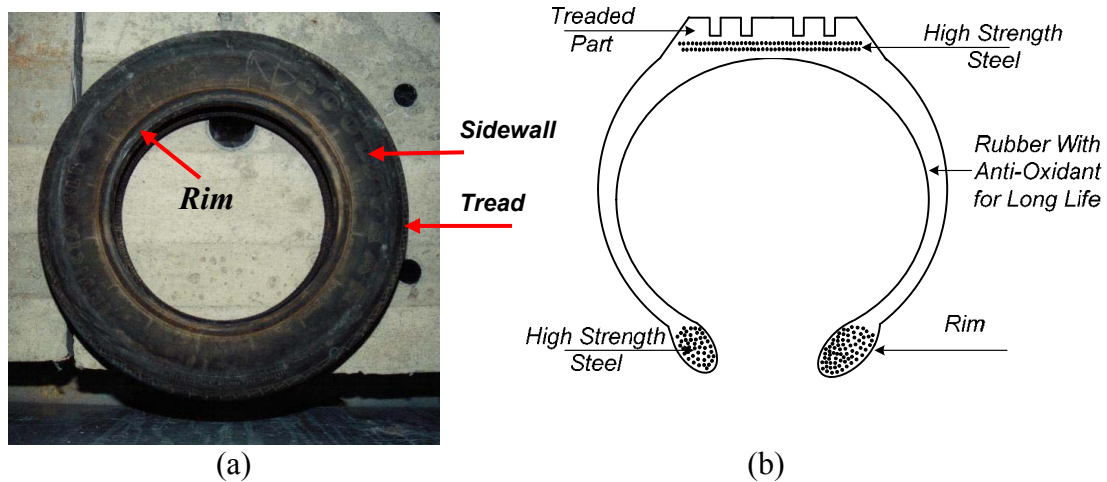 Sidewall
Rim
Tread
(a)
Treaded
Part
High Strength
Steel
Rubber With
Anti-Oxidant
for Long Life
High Strength
Steel
Rim
(b)